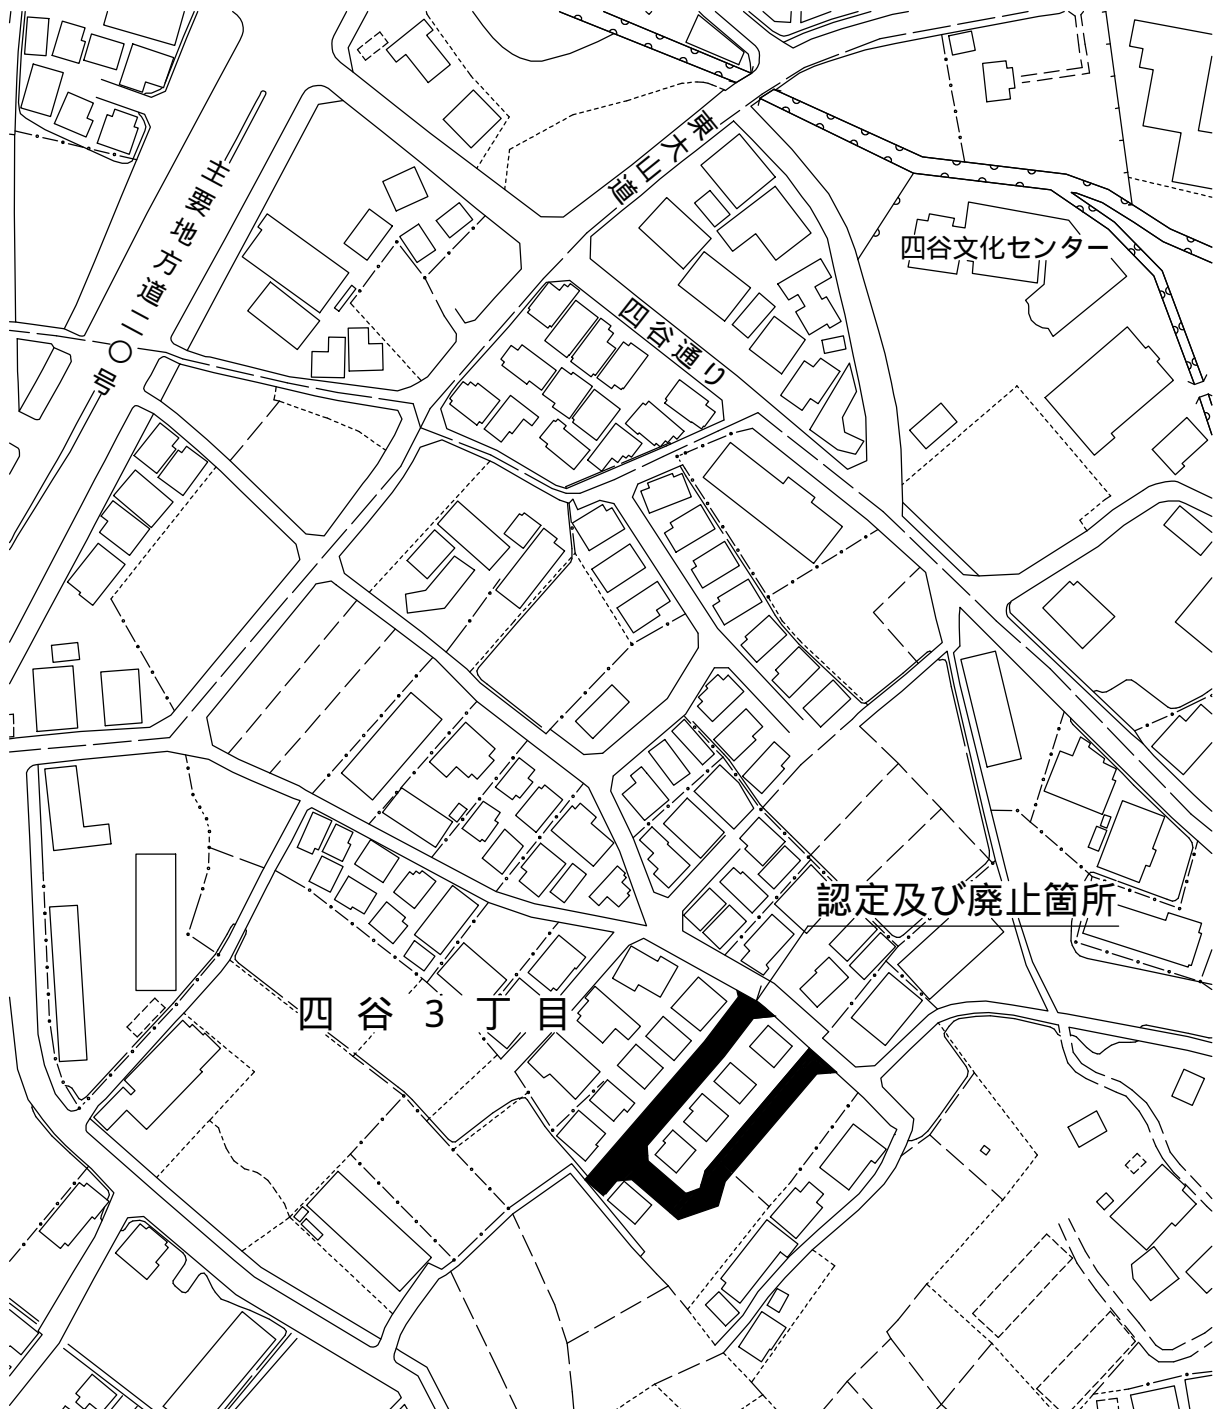 東大山道
主要地方道二〇号
四谷文化センター
四谷通り
認定及び廃止箇所
四谷3丁目